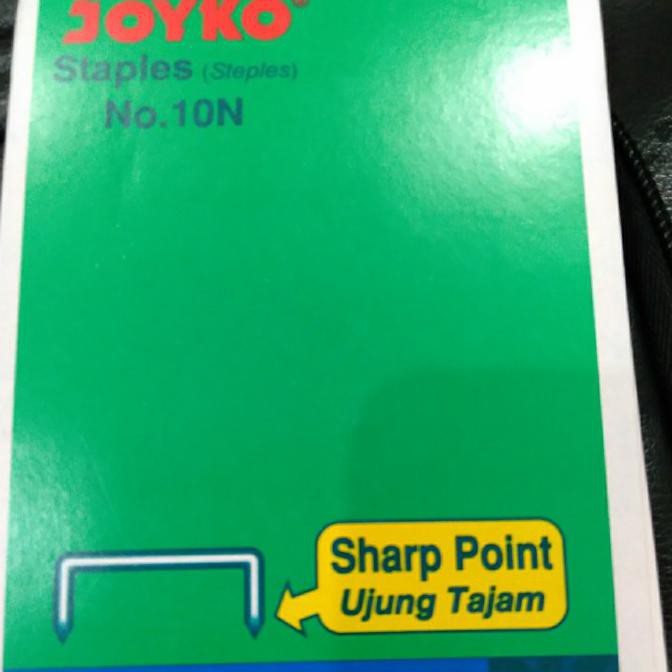 JOYKO®
Staples (Steples)
No.10N
Sharp Point
Ujung Tajam